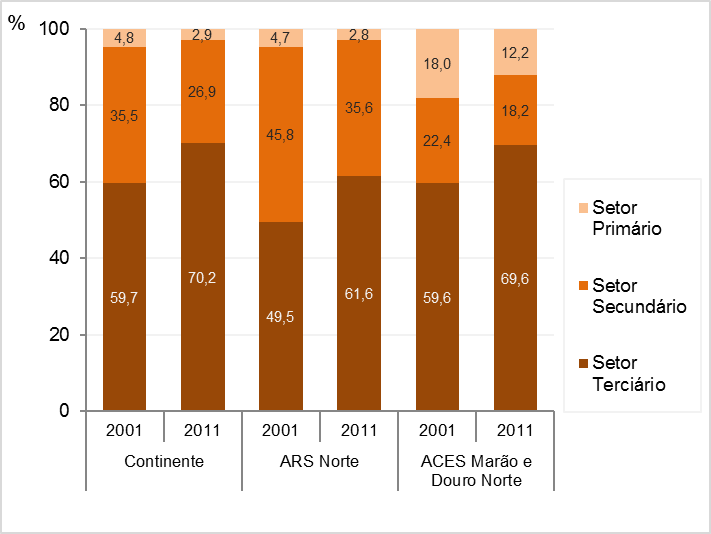 %
100
80
60
40
20
0
4,8 2,9 4,7 2,8 18,0 12,2
35,5 26,9 45,8 35,6 22,4 18,2
59,7 70,2 49,5 61,6 59,6 69,6
2001 2011 2001 2011 2001 2011
Continente ARS Norte ACES Marão e
Douro Norte
Setor
Primário
Setor
Secundário
Setor
Terciário